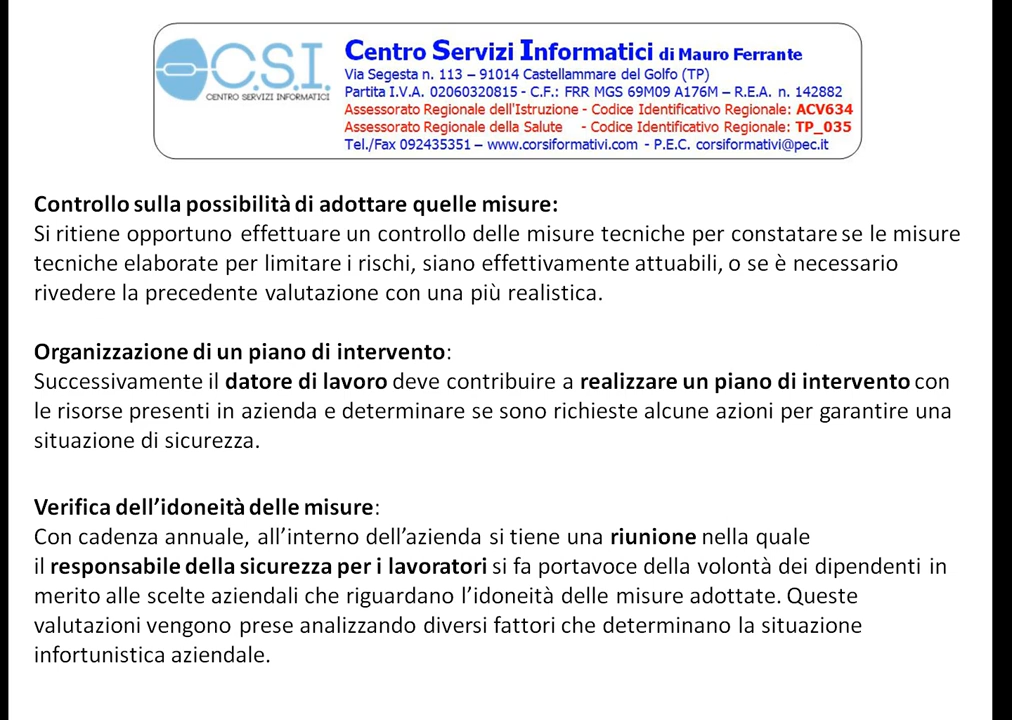 C.S.I.
CENTRO SERVIZI INFORMATICI
Centro Servizi Informatici di Mauro Ferrante
Via Segesta n. 113 – 91014 Castellammare del Golfo (TP)
Partita I.V.A. 02060320815 - C.F.: FRR MGS 69M09 A176M – R.E.A. n. 142882
Assessorato Regionale dell'Istruzione - Codice Identificativo Regionale: ACV634
Assessorato Regionale della Salute - Codice Identificativo Regionale: TP_035
Tel./Fax 092435351 – www.corsiformativi.com - P.E.C. corsiformativi@pec.it
Controllo sulla possibilità di adottare quelle misure:
Si ritiene opportuno effettuare un controllo delle misure tecniche per constatare se le misure
tecniche elaborate per limitare i rischi, siano effettivamente attuabili, o se è necessario
rivedere la precedente valutazione con una più realistica.
Organizzazione di un piano di intervento:
Successivamente il datore di lavoro deve contribuire a realizzare un piano di intervento con
le risorse presenti in azienda e determinare se sono richieste alcune azioni per garantire una
situazione di sicurezza.
Verifica dell’idoneità delle misure:
Con cadenza annuale, all’interno dell’azienda si tiene una riunione nella quale
il responsabile della sicurezza per i lavoratori si fa portavoce della volontà dei dipendenti in
merito alle scelte aziendali che riguardano l’idoneità delle misure adottate. Queste
valutazioni vengono prese analizzando diversi fattori che determinano la situazione
infortunistica aziendale.